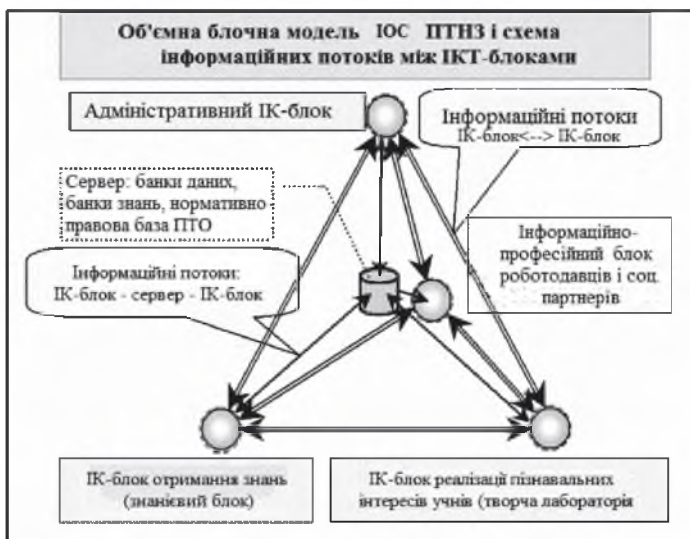 Об'ємна блочна модель ІОС ПТНЗ і схема
інформаційних потоків між ІКТ-блоками
Адміністративний ІК-блок
Інформаційні потоки
ІК-блок<--> ІК-блок
Сервер: банки даних,
банки знань, нормативно-
правова база ПТО
Інформаційно-
професійний блок
роботодавців і соц.
партнерів
Інформаційні потоки:
ІК-блок - сервер - ІК-блок
ІК-блок отримання знань
(знанієвий блок)
ІК-блок реалізації пізнавальних
інтересів учнів (творча лабораторія